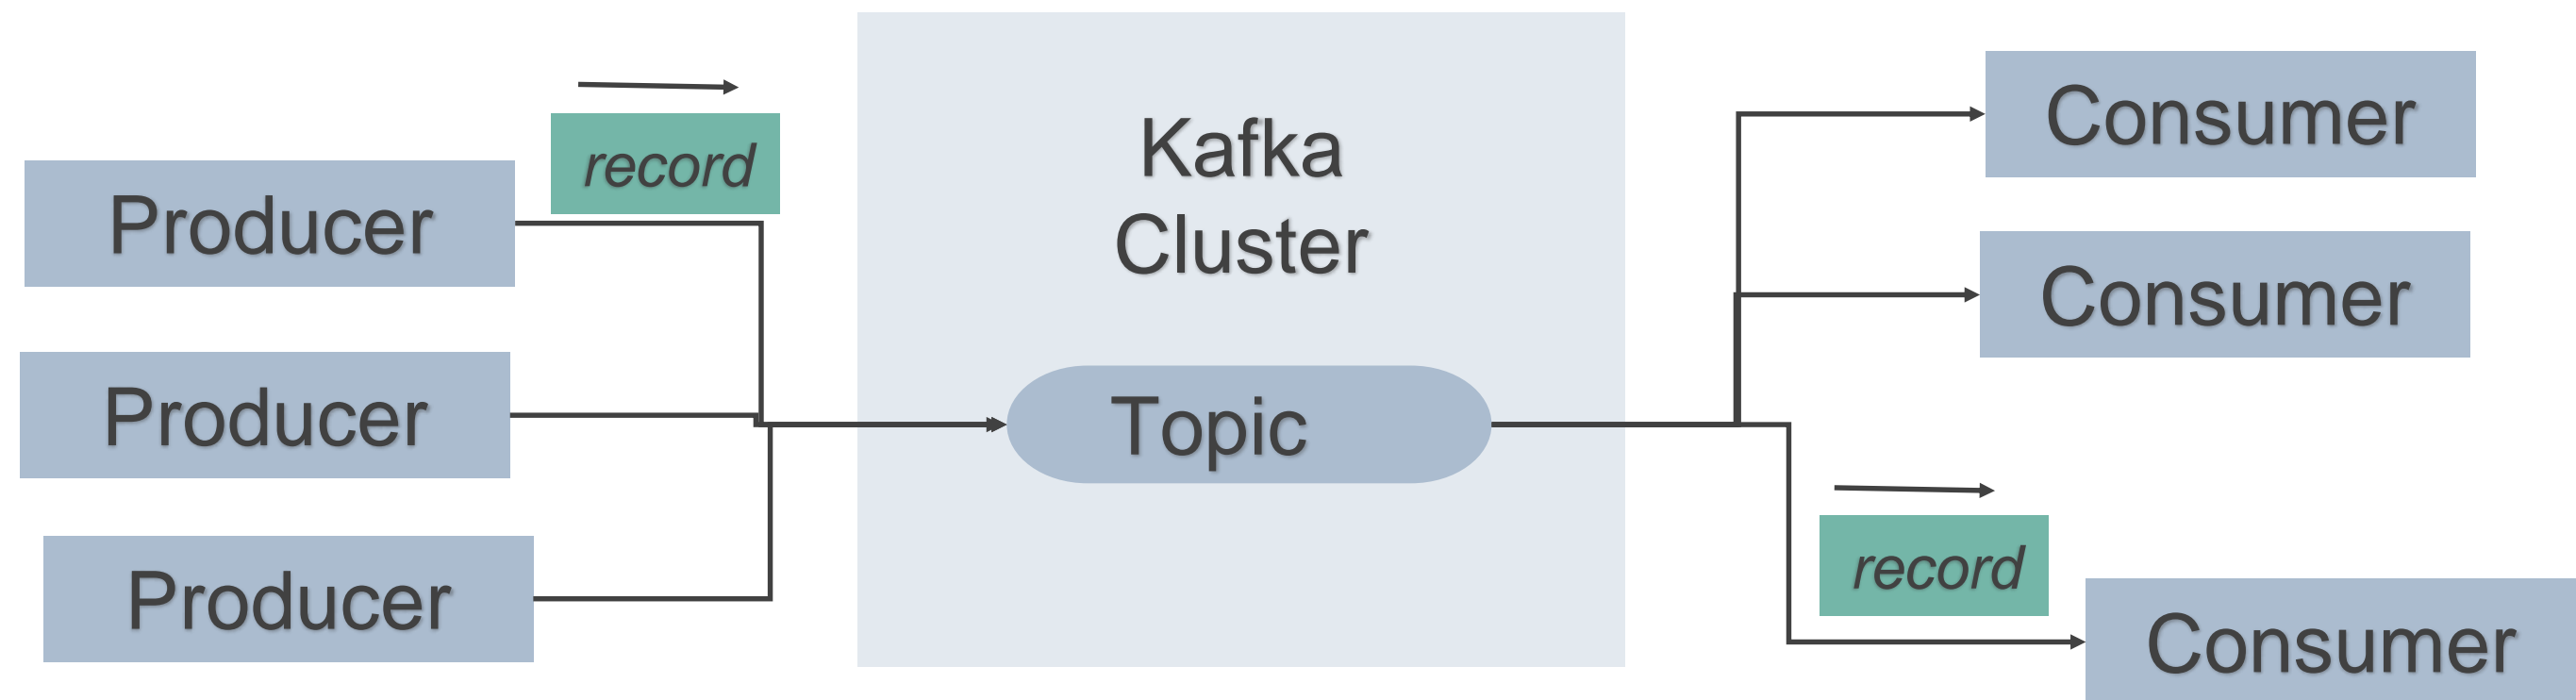 record
Producer
Producer
Producer
Kafka
Cluster
Topic
Consumer
Consumer
record
Consumer